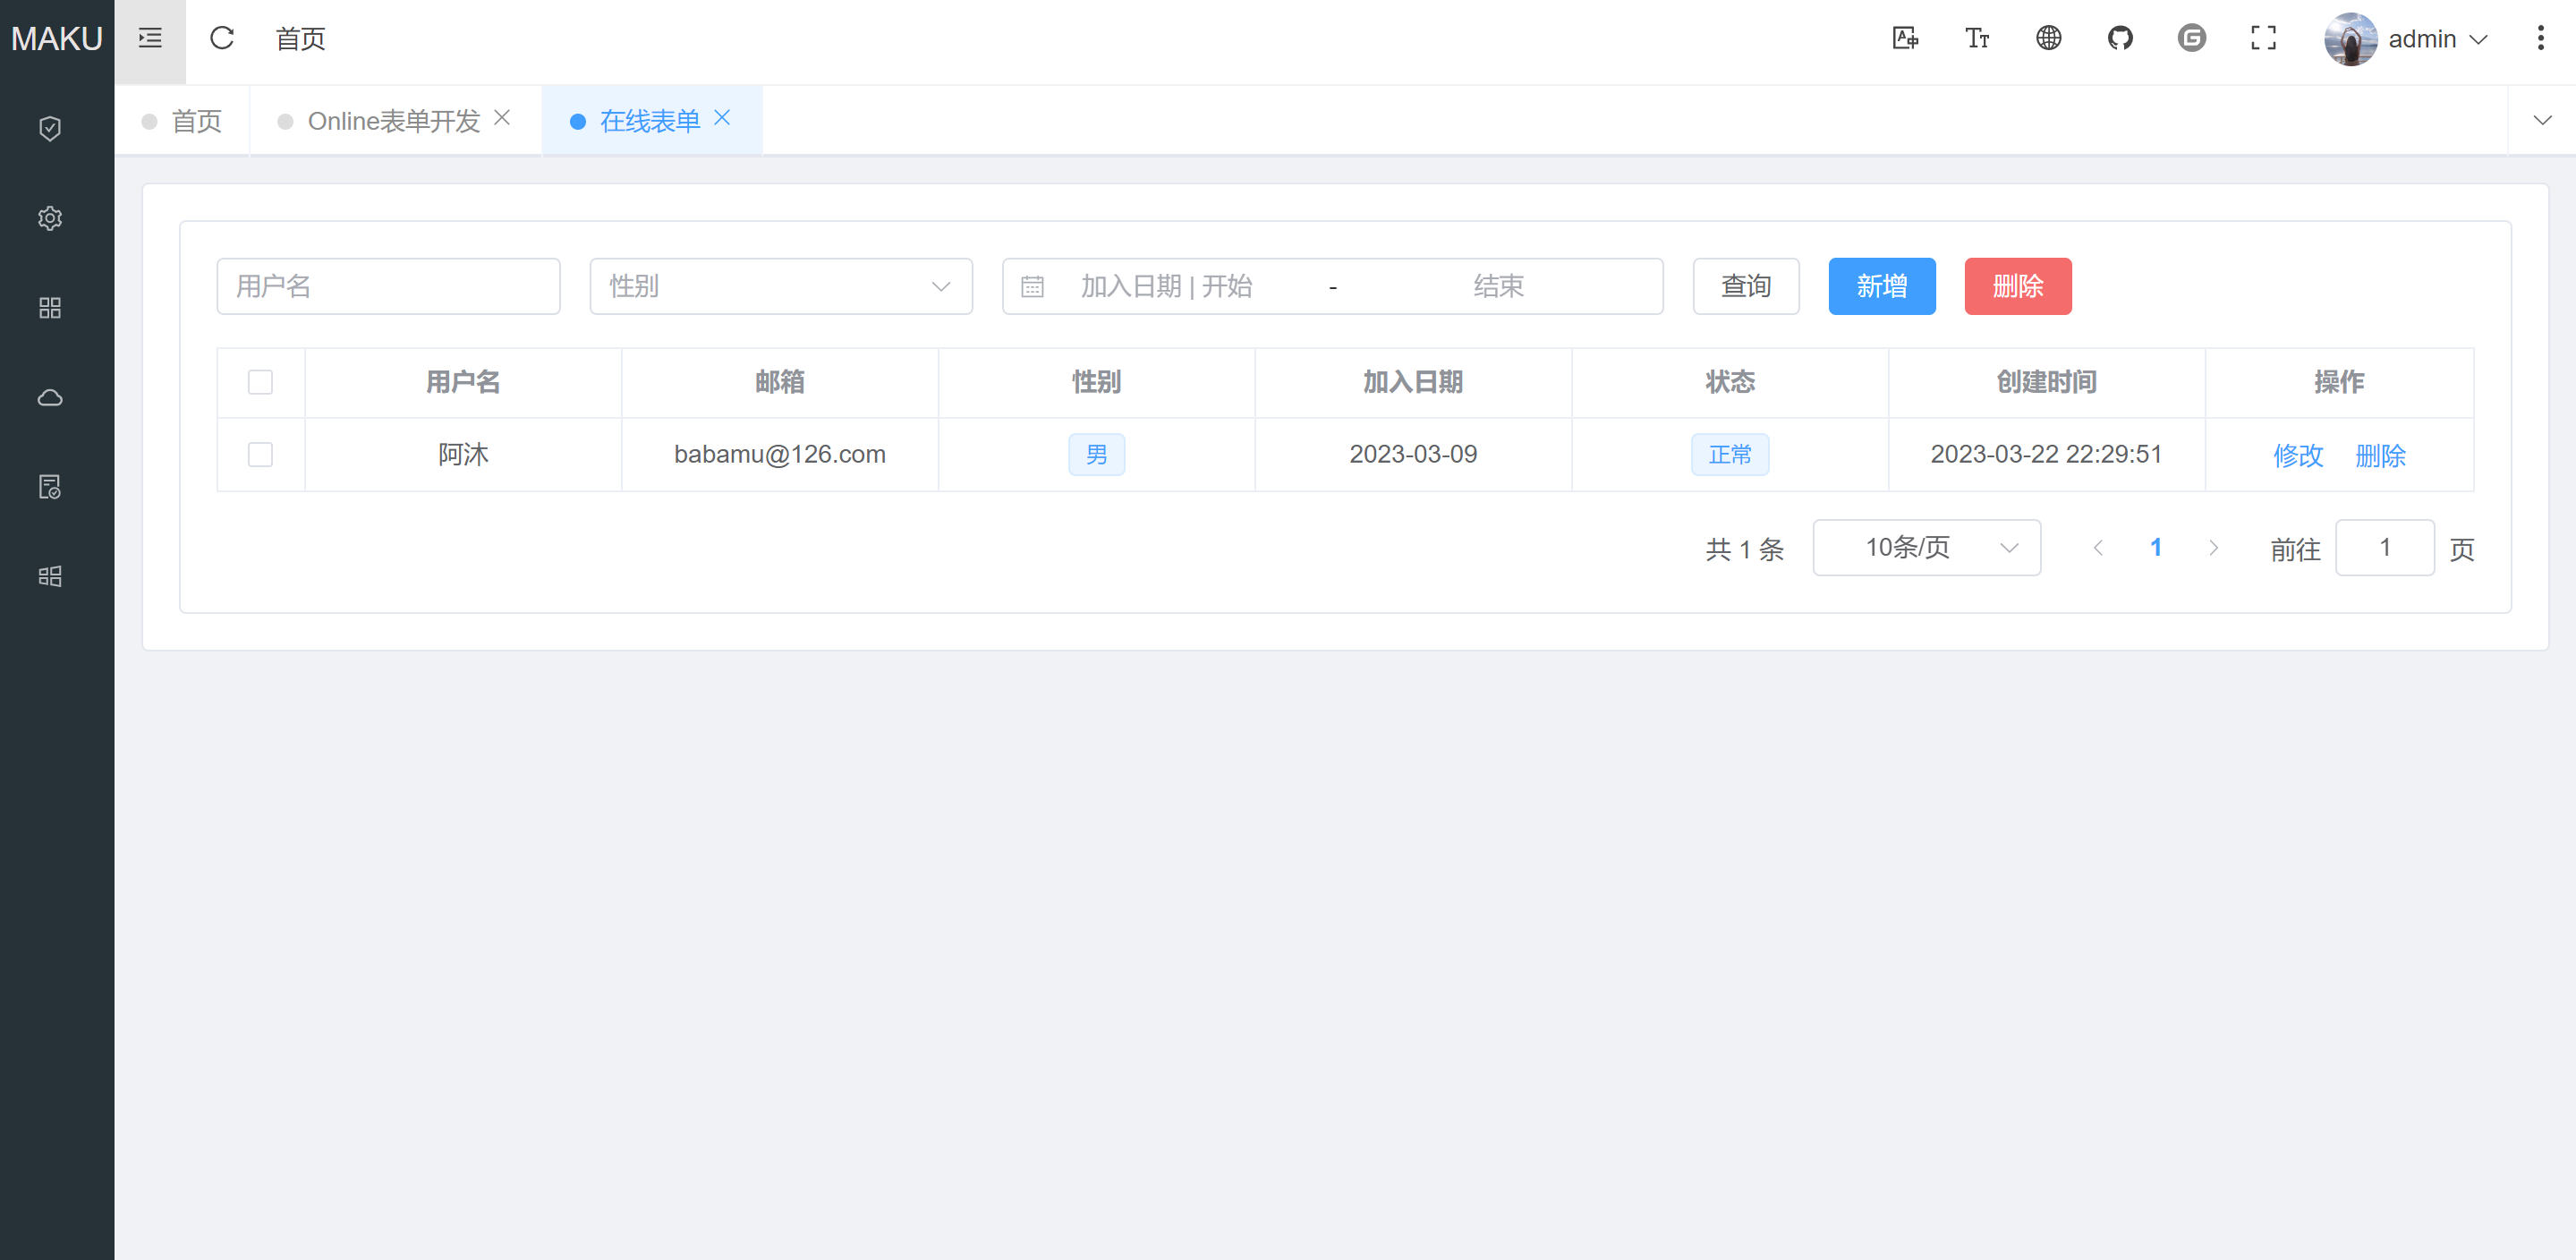 MAKU 首页 admin
首页 Online表单开发 在线表单
用户名 性别 加入日期 | 开始 - 结束 查询 新增 删除
用户名 邮箱 性别 加入日期 状态 创建时间 操作
阿沐 babamu@126.com 男 2023-03-09 正常 2023-03-22 22:29:51 修改 删除
共 1 条 10条/页 1 前往 1 页